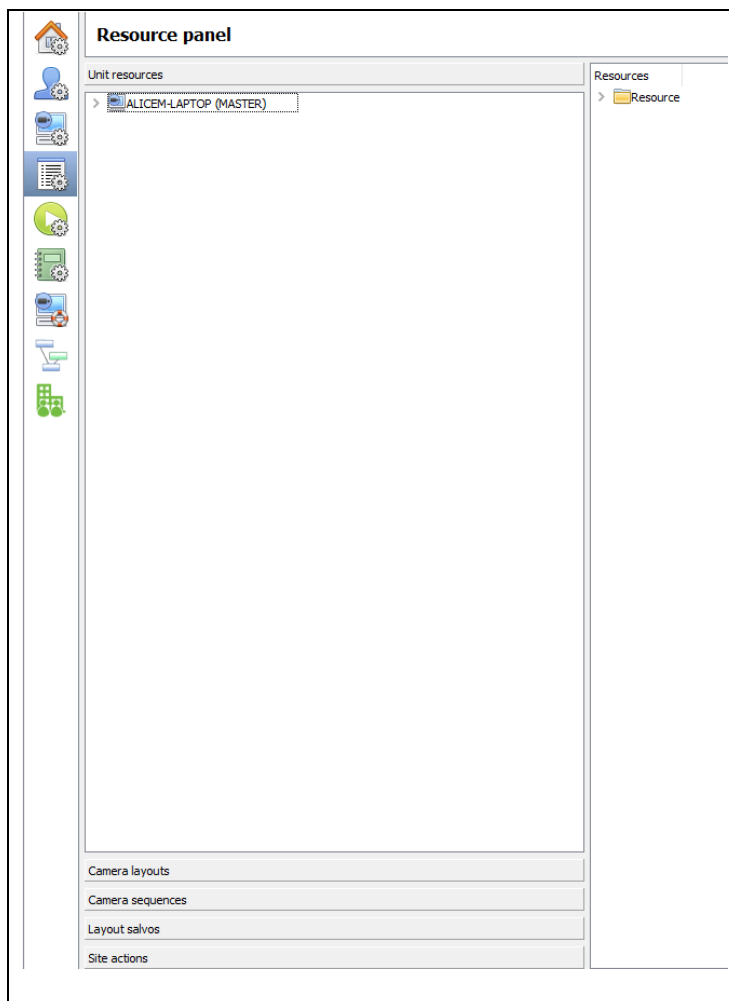 Resource panel
Unit resources
Resources
ALICEM-LAPTOP (MASTER)
Resource
Camera layouts
Camera sequences
Layout salvos
Site actions